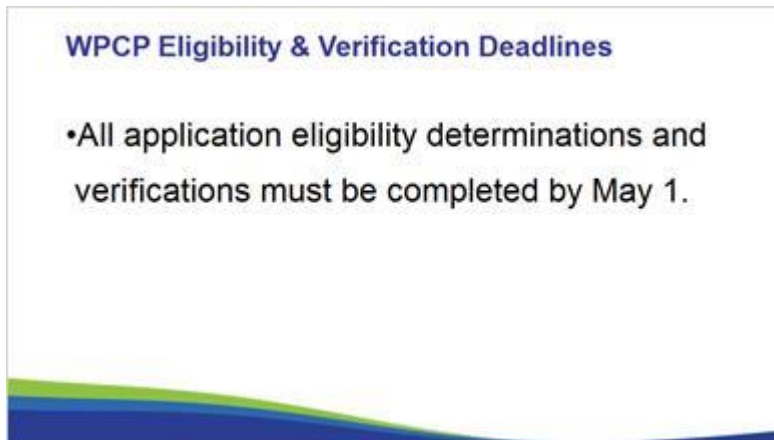 WPCP Eligibility & Verification Deadlines
•All application eligibility determinations and
verifications must be completed by May 1.